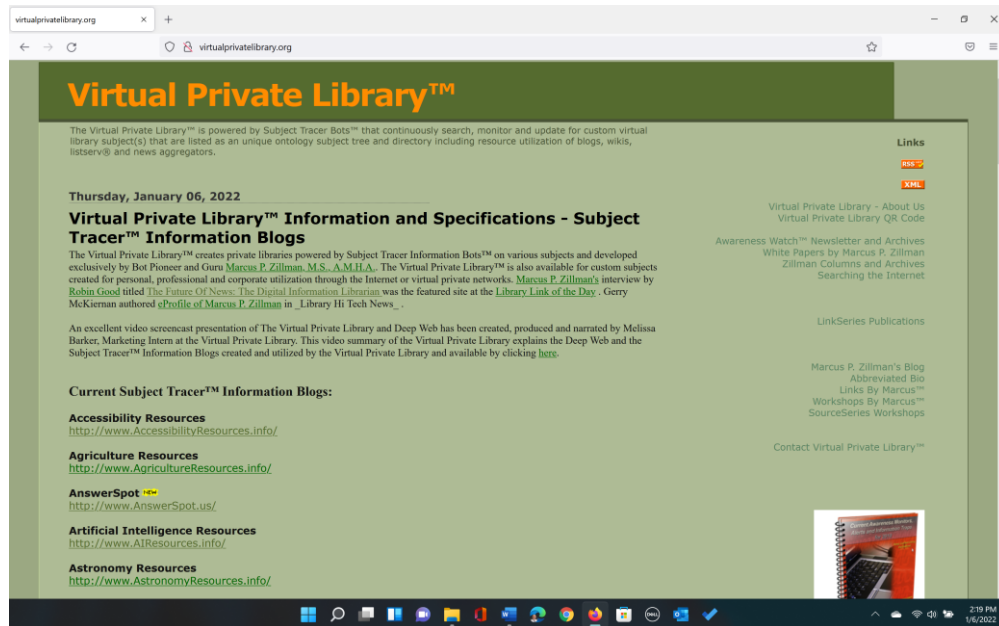 virtualprivatelibrary.org
virtualprivatelibrary.org
Virtual Private Library™
The Virtual Private Library™ is powered by Subject Tracer Bots™ that continuously search, monitor and update for custom virtual
library subject(s) that are listed as an unique ontology subject tree and directory including resource utilization of blogs, wikis,
listserv® and news aggregators.
Thursday, January 06, 2022
Virtual Private Library™ Information and Specifications - Subject
Tracer™ Information Blogs
The Virtual Private Library™ creates private libraries powered by Subject Tracer Information Bots™ on various subjects and developed
exclusively by Bot Pioneer and Guru Marcus P. Zillman, M.S., A.M.H.A.. The Virtual Private Library™ is also available for custom subjects
created for personal, professional and corporate utilization through the Internet or virtual private networks. Marcus P. Zillman's interview by
Robin Good titled The Future Of News: The Digital Information Librarian was the featured site at the Library Link of the Day . Gerry
McKiernan authored eProfile of Marcus P. Zillman in _Library Hi Tech News_ .
An excellent video screencast presentation of The Virtual Private Library and Deep Web has been created, produced and narrated by Melissa
Barker, Marketing Intern at the Virtual Private Library. This video summary of the Virtual Private Library explains the Deep Web and the
Subject Tracer™ Information Blogs created and utilized by the Virtual Private Library and available by clicking here.
Current Subject Tracer™ Information Blogs:
Accessibility Resources
http://www.AccessibilityResources.info/
Agriculture Resources
http://www.AgricultureResources.info/
AnswerSpot NEW
http://www.AnswerSpot.us/
Artificial Intelligence Resources
http://www.AIResources.info/
Astronomy Resources
http://www.AstronomyResources.info/
Links
RSS
XML
Virtual Private Library - About Us
Virtual Private Library QR Code
Awareness Watch™ Newsletter and Archives
White Papers by Marcus P. Zillman
Zillman Columns and Archives
Searching the Internet
LinkSeries Publications
Marcus P. Zillman's Blog
Abbreviated Bio
Links By Marcus™
Workshops By Marcus™
SourceSeries Workshops
Contact Virtual Private Library™
Current Awareness Monitors,
DELL
2:19 PM
1/6/2022